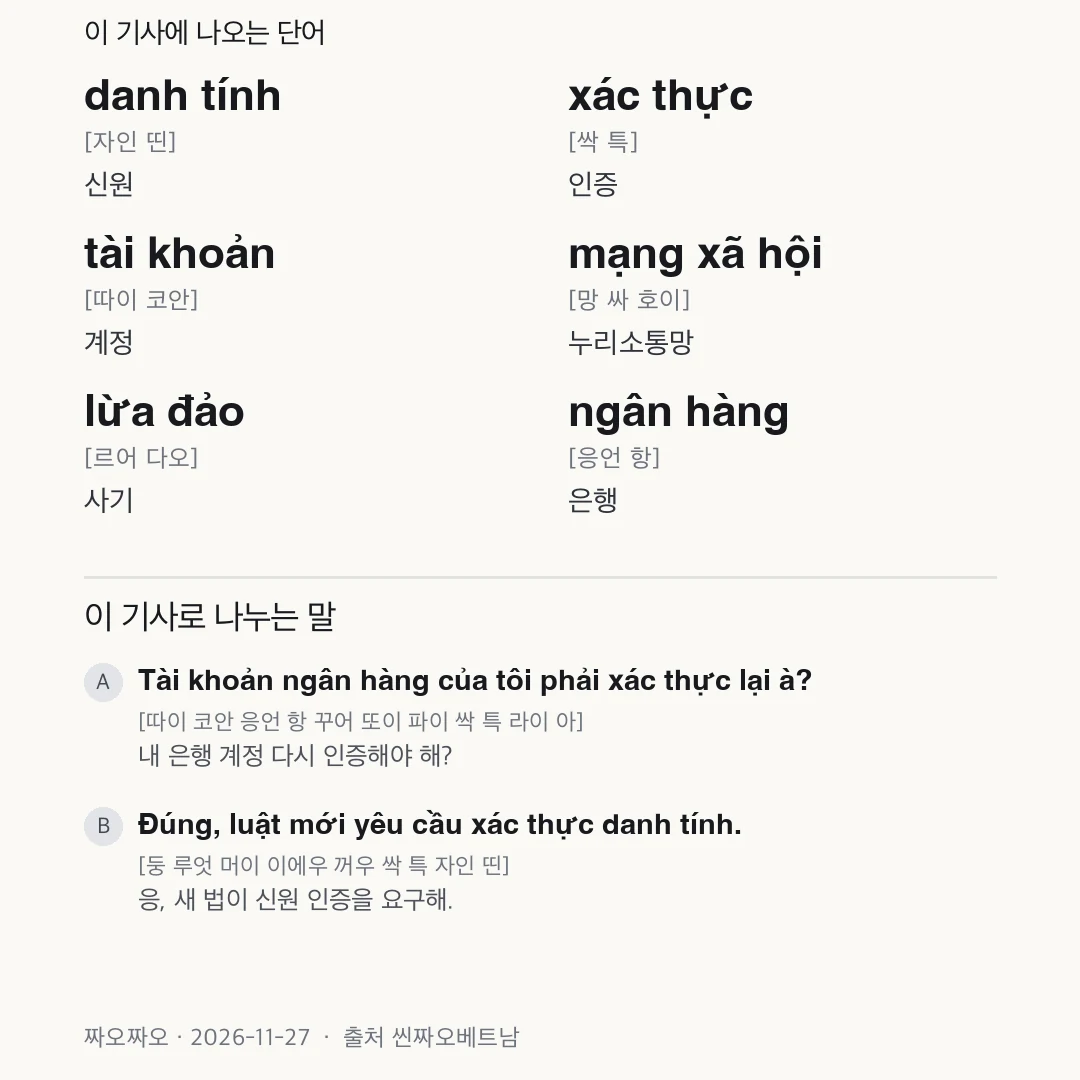 이 기사에 나오는 단어
danh tính
[자인 띤]
신원
xác thực
[싹 특]
인증
tài khoản
[따이 코안]
계정
mạng xã hội
[망 싸 호이]
누리소통망
lừa đảo
[르어 다오]
사기
ngân hàng
[응언 항]
은행
이 기사로 나누는 말
A Tài khoản ngân hàng của tôi phải xác thực lại à?
[따이 코안 응언 항 꾸어 또이 파이 싹 특 라이 아]
내 은행 계정 다시 인증해야 해?
B Đúng, luật mới yêu cầu xác thực danh tính.
[둥 루엇 머이 이에우 꺼우 싹 특 자인 띤]
응, 새 법이 신원 인증을 요구해.
짜오짜오 · 2026-11-27 · 출처 씬짜오베트남